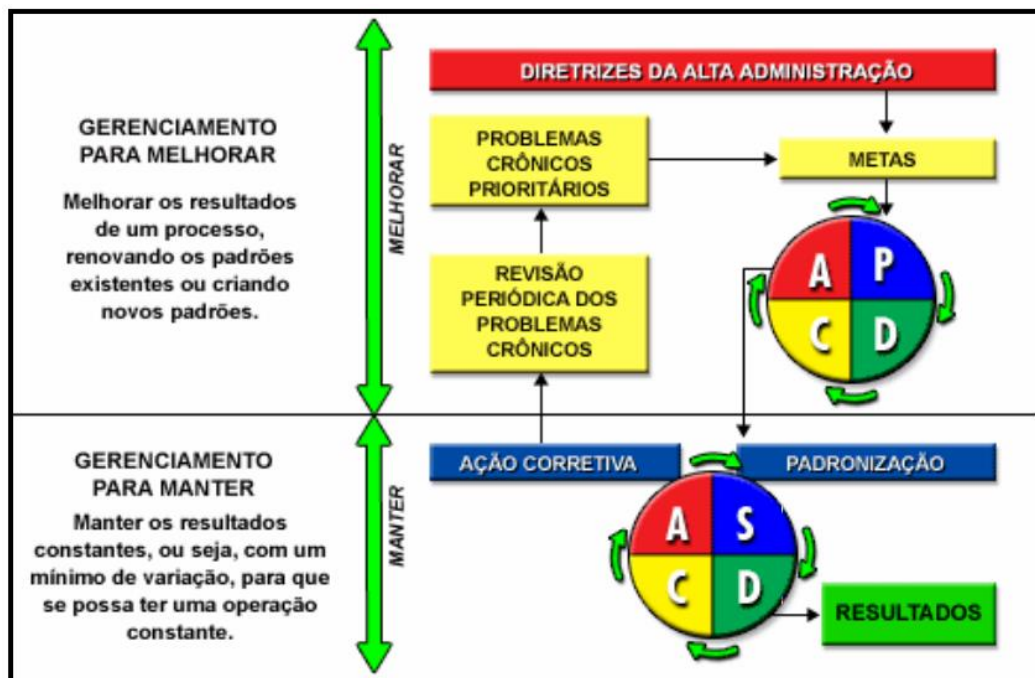 GERENCIAMENTO
PARA MELHORAR
Melhorar os resultados
de um processo,
renovando os padrões
existentes ou criando
novos padrões.
MELHORAR
DIRETRIZES DA ALTA ADMINISTRAÇÃO
PROBLEMAS
CRÔNICOS
PRIORITÁRIOS
METAS
REVISÃO
PERIÓDICA DOS
PROBLEMAS
CRÔNICOS
A P
C D
GERENCIAMENTO
PARA MANTER
Manter os resultados
constantes, ou seja, com um
mínimo de variação, para que
se possa ter uma operação
constante.
MANTER
AÇÃO CORRETIVA
PADRONIZAÇÃO
A S
C D
RESULTADOS